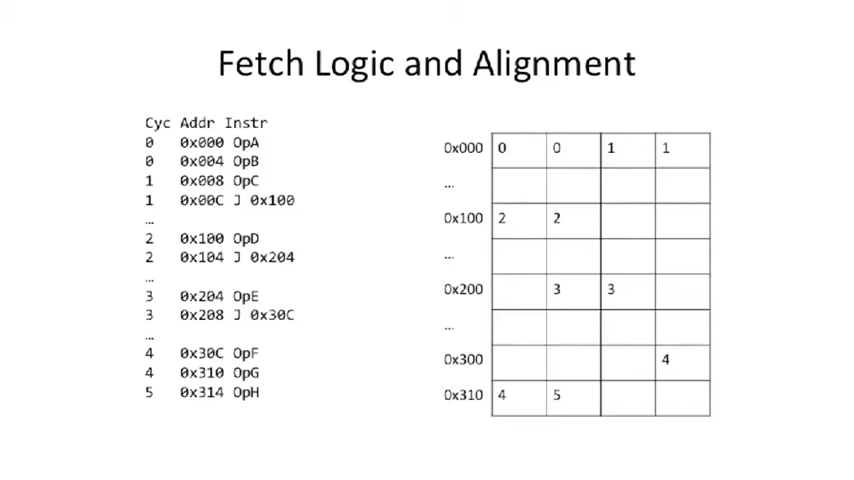 Fetch Logic and Alignment
Cyc Addr Instr
0 0x000 OpA
0 0x004 OpB
1 0x008 OpC
1 0x00C J 0x100
…
2 0x100 OpD
2 0x104 J 0x204
…
3 0x204 OpE
3 0x208 J 0x30C
…
4 0x30C OpF
4 0x310 OpG
5 0x314 OpH
0x000 0 0 1 1
…
0x100 2 2
…
0x200 3 3
…
0x300 4
0x310 4 5